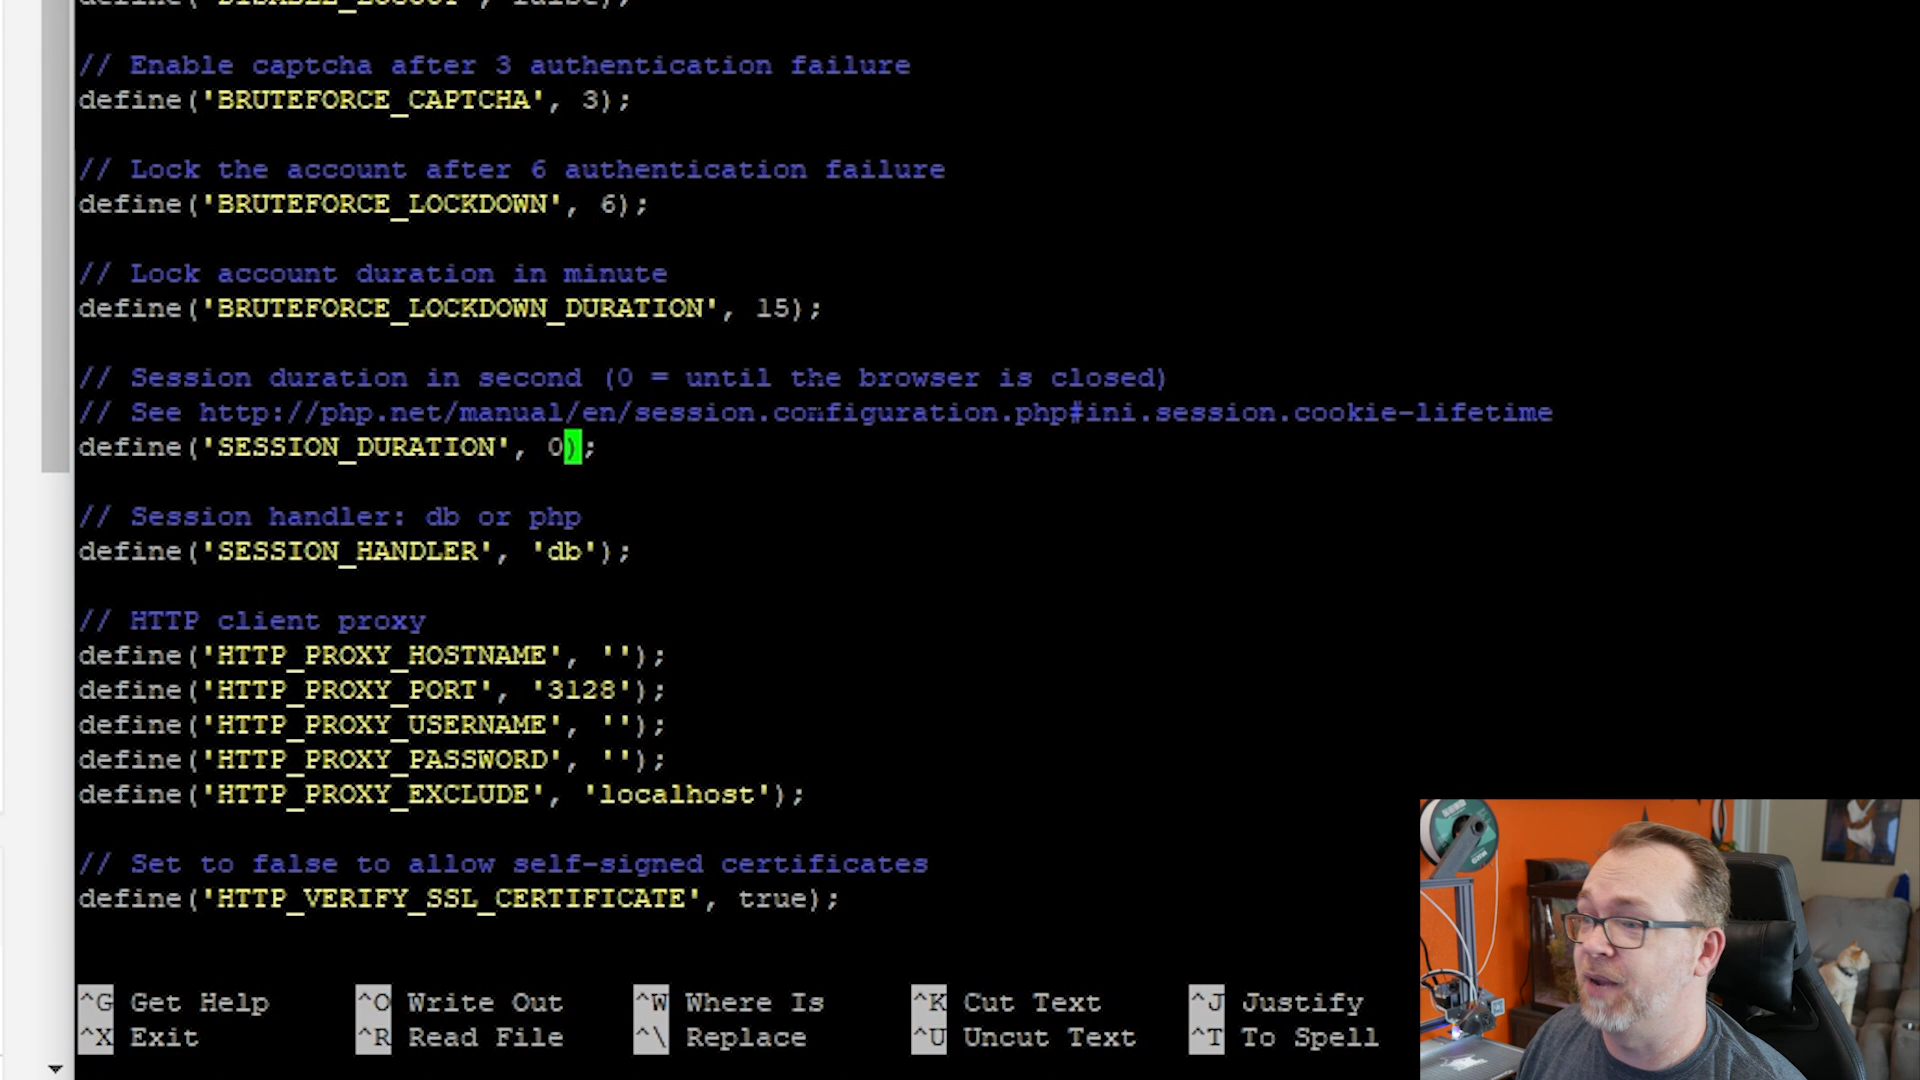 define('DISABLE_LOGOUT', false);
// Enable captcha after 3 authentication failure
define('BRUTEFORCE_CAPTCHA', 3);
// Lock the account after 6 authentication failure
define('BRUTEFORCE_LOCKDOWN', 6);
// Lock account duration in minute
define('BRUTEFORCE_LOCKDOWN_DURATION', 15);
// Session duration in second (0 = until the browser is closed)
// See http://php.net/manual/en/session.configuration.php#ini.session.cookie-lifetime
define('SESSION_DURATION', 0);
// Session handler: db or php
define('SESSION_HANDLER', 'db');
// HTTP client proxy
define('HTTP_PROXY_HOSTNAME', '');
define('HTTP_PROXY_PORT', '3128');
define('HTTP_PROXY_USERNAME', '');
define('HTTP_PROXY_PASSWORD', '');
define('HTTP_PROXY_EXCLUDE', 'localhost');
// Set to false to allow self-signed certificates
define('HTTP_VERIFY_SSL_CERTIFICATE', true);
^G Get Help ^O Write Out ^W Where Is ^K Cut Text ^J Justify
^X Exit ^R Read File ^\ Replace ^U Uncut Text ^T To Spell